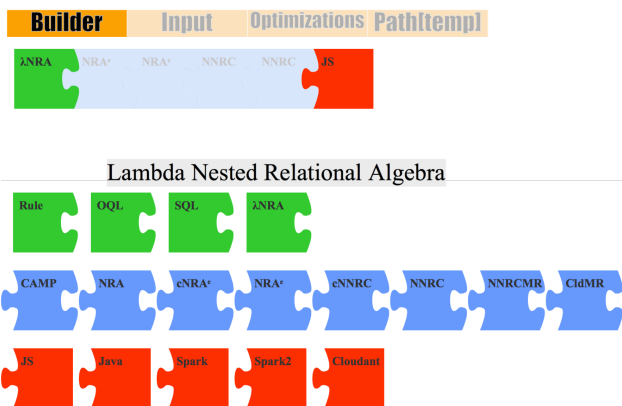 Builder Input Optimizations Path[temp]
λNRA NRAᵉ NRAᵉ NNRC NNRC JS
Lambda Nested Relational Algebra
Rule OQL SQL λNRA
CAMP NRA cNRAᵉ NRAᵉ cNNRC NNRC NNRCMR CldMR
JS Java Spark Spark2 Cloudant